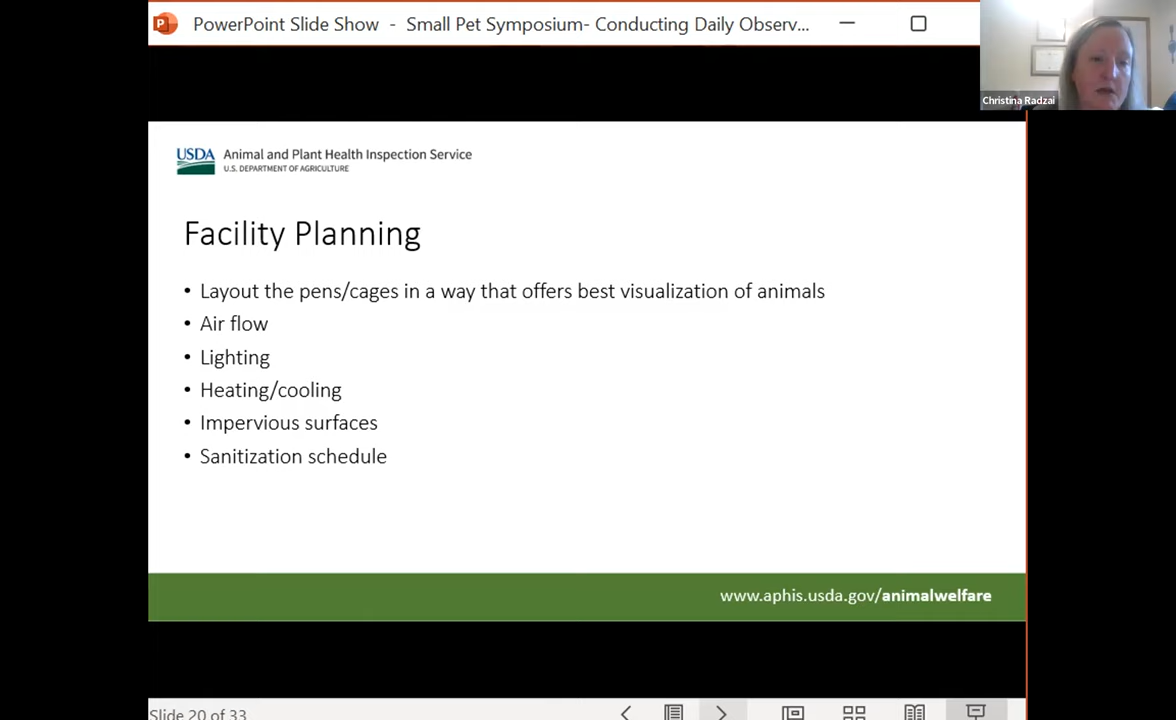 PowerPoint Slide Show - Small Pet Symposium- Conducting Daily Observ...
Christina Radzai
USDA Animal and Plant Health Inspection Service
U.S. DEPARTMENT OF AGRICULTURE
Facility Planning
• Layout the pens/cages in a way that offers best visualization of animals
• Air flow
• Lighting
• Heating/cooling
• Impervious surfaces
• Sanitization schedule
www.aphis.usda.gov/animalwelfare
Slide 20 of 33